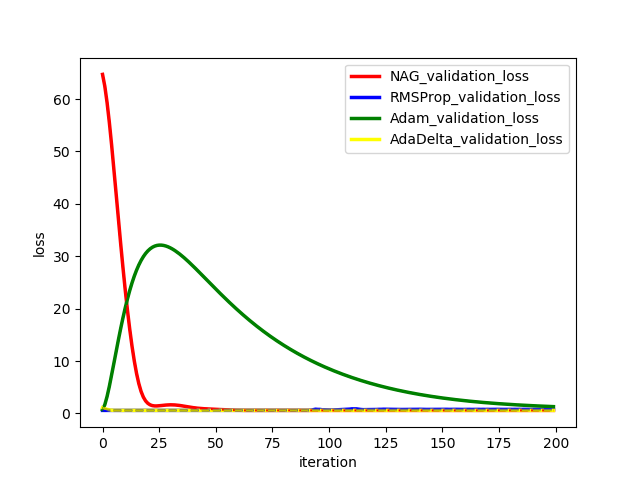 NAG_validation_loss
RMSProp_validation_loss
Adam_validation_loss
AdaDelta_validation_loss
60
50
40
30
20
10
0
loss
0 25 50 75 100 125 150 175 200
iteration